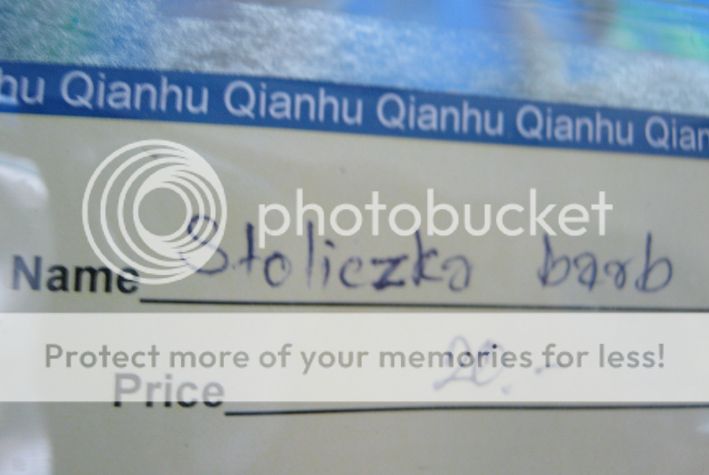 hu Qianhu Qianhu Qianhu Qianhu Qian
photobucket
Name Stoliczka barb
Protect more of your memories for less!
Price 20.-